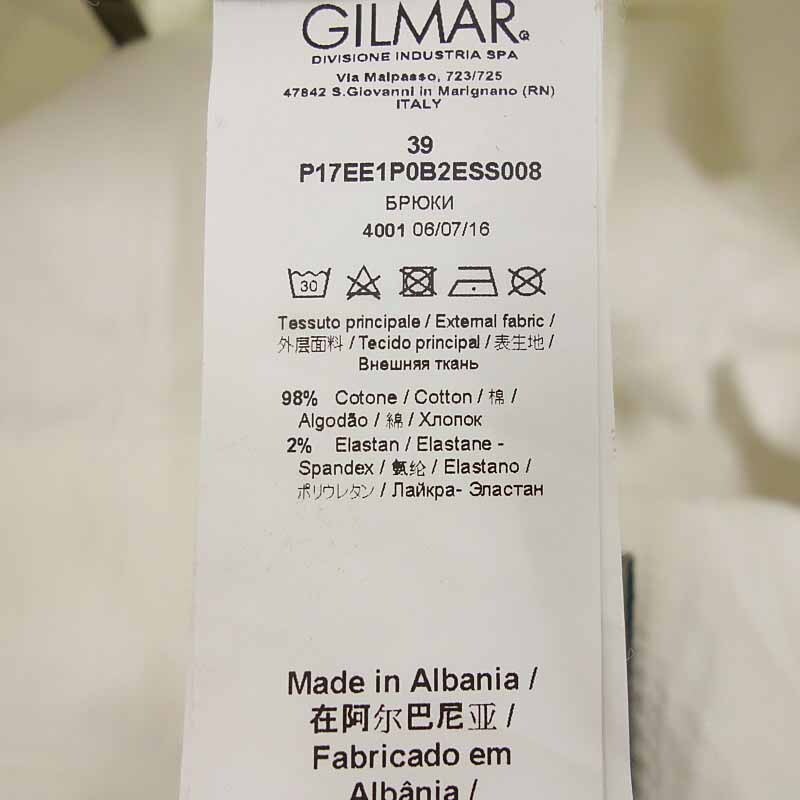 GILMAR®
DIVISIONE INDUSTRIA SPA
Via Malpasso, 723/725
47842 S.Giovanni in Marignano (RN)
ITALY
39
P17EE1P0B2ESS008
БРЮКИ
4001 06/07/16
30
Tessuto principale / External fabric /
外层面料 / Tecido principal / 表生地 /
Внешняя ткань
98% Cotone / Cotton / 棉 /
Algodão / 綿 / Хлопок
2% Elastan / Elastane -
Spandex / 氨纶 / Elastano /
ポリウレタン / Лайкра- Эластан
Made in Albania /
在阿尔巴尼亚 /
Fabricado em
Albânia /